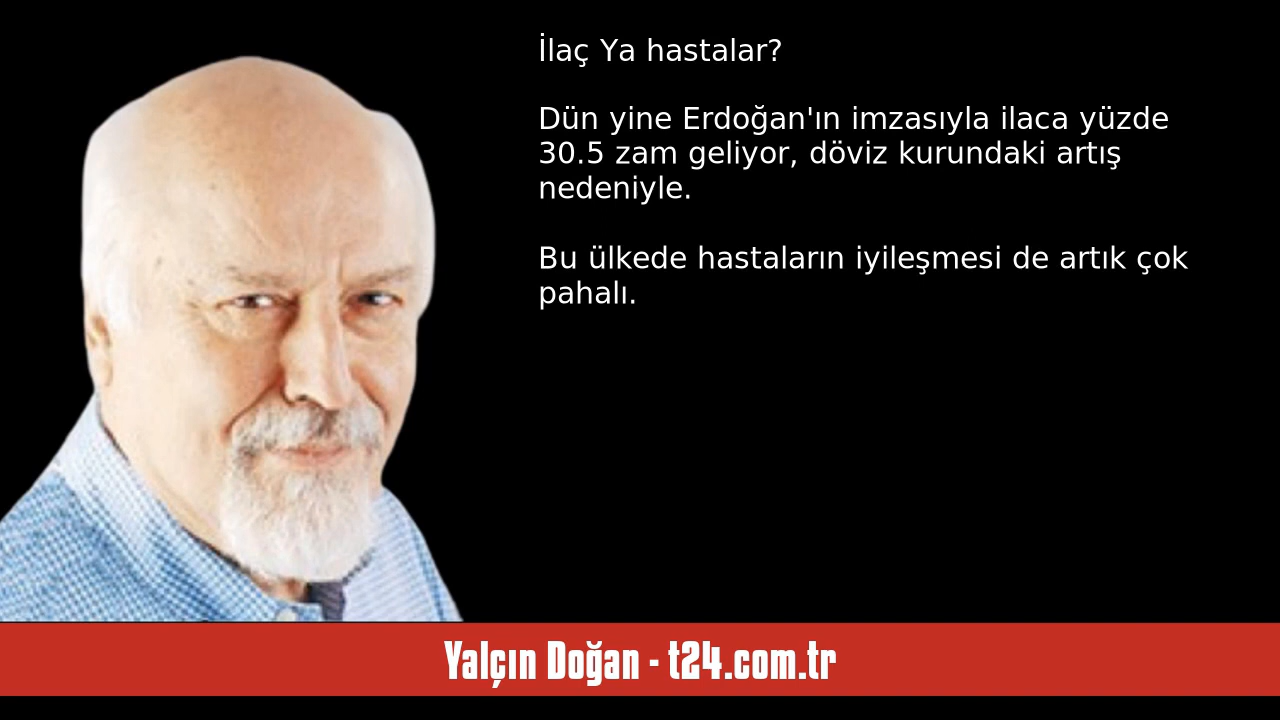 İlaç Ya hastalar?
Dün yine Erdoğan'ın imzasıyla ilaca yüzde
30.5 zam geliyor, döviz kurundaki artış
nedeniyle.
Bu ülkede hastaların iyileşmesi de artık çok
pahalı.
Yalçın Doğan - t24.com.tr